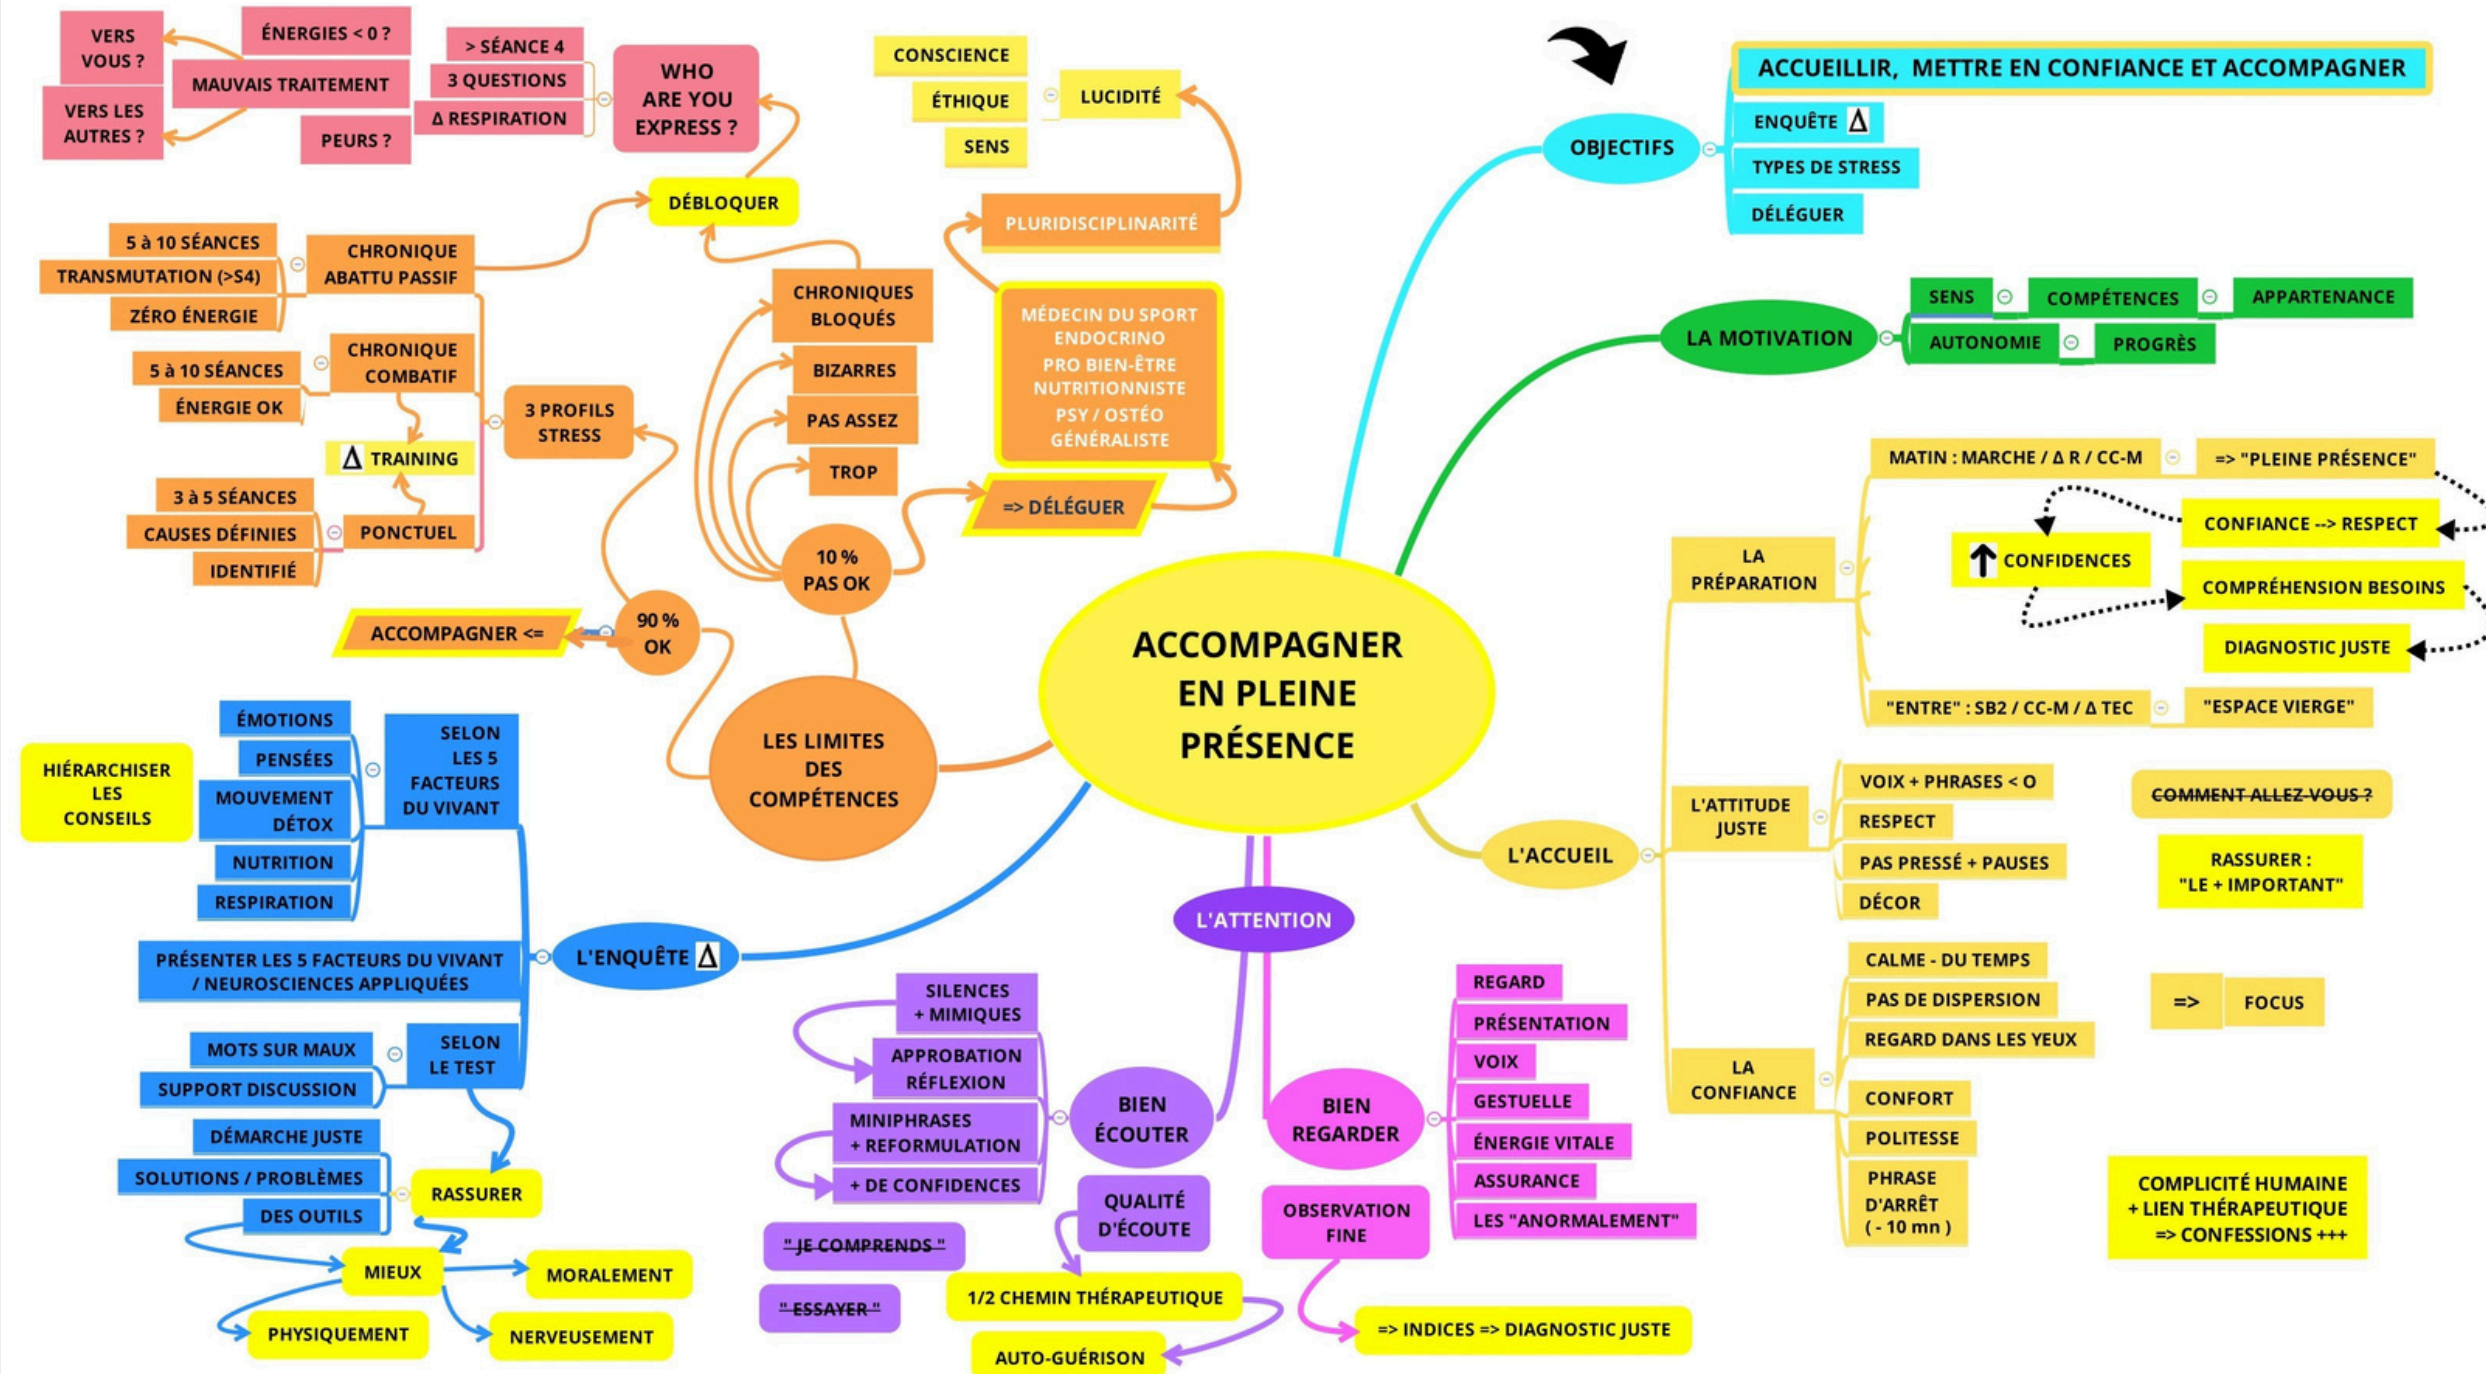 ACCOMPAGNER
EN PLEINE
PRÉSENCE
OBJECTIFS
ACCUEILLIR, METTRE EN CONFIANCE ET ACCOMPAGNER
ENQUÊTE Δ
TYPES DE STRESS
DÉLÉGUER
LA MOTIVATION
SENS
COMPÉTENCES
APPARTENANCE
AUTONOMIE
PROGRÈS
L'ACCUEIL
LA
PRÉPARATION
MATIN : MARCHE / Δ R / CC-M
=> "PLEINE PRÉSENCE"
CONFIANCE --> RESPECT
CONFIDENCES
COMPRÉHENSION BESOINS
DIAGNOSTIC JUSTE
"ENTRE" : SB2 / CC-M / Δ TEC
"ESPACE VIERGE"
L'ATTITUDE
JUSTE
VOIX + PHRASES < O
RESPECT
PAS PRESSÉ + PAUSES
DÉCOR
COMMENT ALLEZ-VOUS ?
RASSURER :
"LE + IMPORTANT"
LA
CONFIANCE
CALME - DU TEMPS
PAS DE DISPERSION
REGARD DANS LES YEUX
CONFORT
POLITESSE
PHRASE
D'ARRÊT
( - 10 mn )
=>
FOCUS
COMPLICITÉ HUMAINE
+ LIEN THÉRAPEUTIQUE
=> CONFESSIONS +++
L'ATTENTION
BIEN
REGARDER
REGARD
PRÉSENTATION
VOIX
GESTUELLE
ÉNERGIE VITALE
ASSURANCE
LES "ANORMALEMENT"
OBSERVATION
FINE
=> INDICES => DIAGNOSTIC JUSTE
BIEN
ÉCOUTER
SILENCES
+ MIMIQUES
APPROBATION
RÉFLEXION
MINIPHRASES
+ REFORMULATION
+ DE CONFIDENCES
QUALITÉ
D'ÉCOUTE
" JE COMPRENDS "
" ESSAYER "
1/2 CHEMIN THÉRAPEUTIQUE
AUTO-GUÉRISON
L'ENQUÊTE Δ
SELON
LES 5
FACTEURS
DU VIVANT
ÉMOTIONS
PENSÉES
MOUVEMENT
DÉTOX
NUTRITION
RESPIRATION
HIÉRARCHISER
LES
CONSEILS
PRÉSENTER LES 5 FACTEURS DU VIVANT
/ NEUROSCIENCES APPLIQUÉES
SELON
LE TEST
MOTS SUR MAUX
SUPPORT DISCUSSION
RASSURER
DÉMARCHE JUSTE
SOLUTIONS / PROBLÈMES
DES OUTILS
MIEUX
MORALEMENT
PHYSIQUEMENT
NERVEUSEMENT
LES LIMITES
DES
COMPÉTENCES
90 %
OK
ACCOMPAGNER <=
3 PROFILS
STRESS
CHRONIQUE
ABATTU PASSIF
5 à 10 SÉANCES
TRANSMUTATION (>S4)
ZÉRO ÉNERGIE
CHRONIQUE
COMBATIF
5 à 10 SÉANCES
ÉNERGIE OK
Δ TRAINING
PONCTUEL
3 à 5 SÉANCES
CAUSES DÉFINIES
IDENTIFIÉ
10 %
PAS OK
CHRONIQUES
BLOQUÉS
BIZARRES
PAS ASSEZ
TROP
=> DÉLÉGUER
MÉDECIN DU SPORT
ENDOCRINO
PRO BIEN-ÊTRE
NUTRITIONNISTE
PSY / OSTÉO
GÉNÉRALISTE
PLURIDISCIPLINARITÉ
LUCIDITÉ
CONSCIENCE
ÉTHIQUE
SENS
DÉBLOQUER
WHO
ARE YOU
EXPRESS ?
> SÉANCE 4
3 QUESTIONS
Δ RESPIRATION
ÉNERGIES < 0 ?
MAUVAIS TRAITEMENT
PEURS ?
VERS
VOUS ?
VERS LES
AUTRES ?